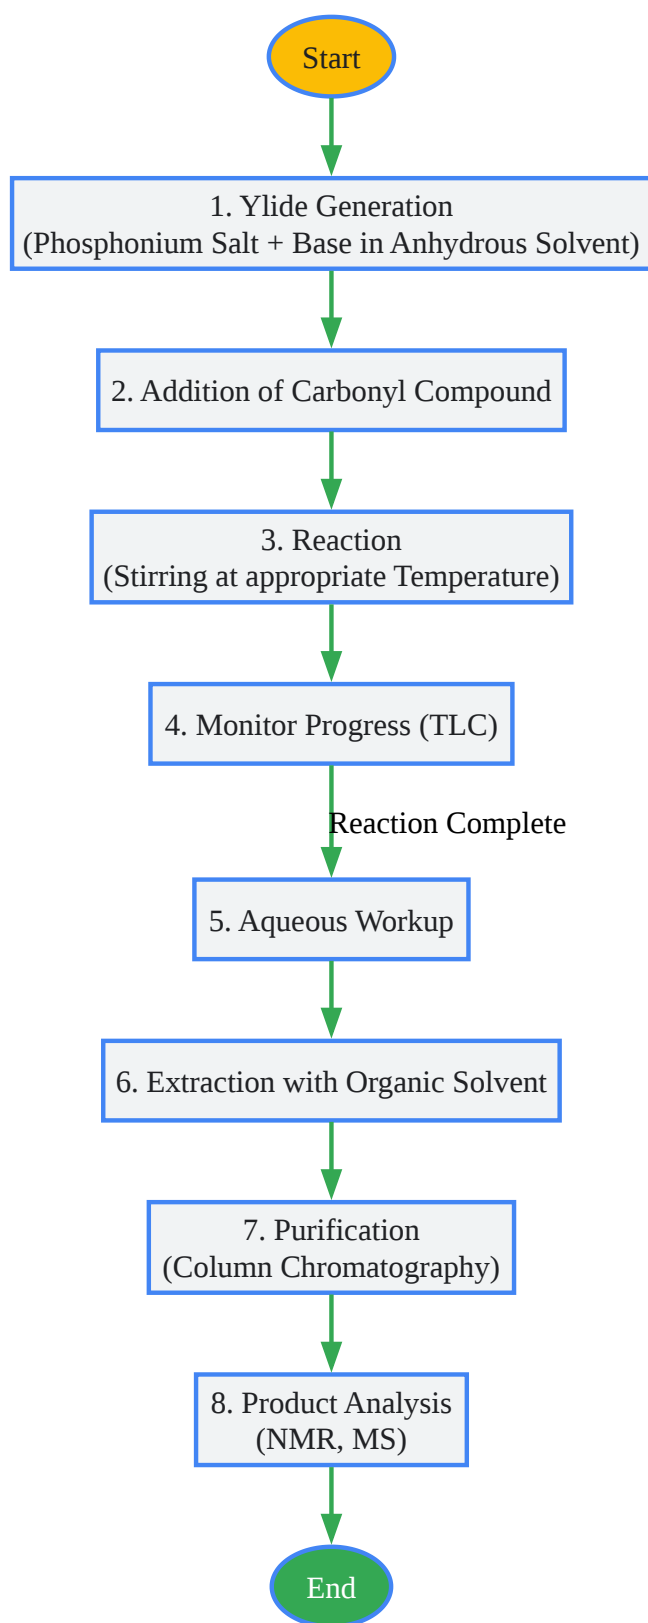 Start
1. Ylide Generation
(Phosphonium Salt + Base in Anhydrous Solvent)
2. Addition of Carbonyl Compound
3. Reaction
(Stirring at appropriate Temperature)
4. Monitor Progress (TLC)
Reaction Complete
5. Aqueous Workup
6. Extraction with Organic Solvent
7. Purification
(Column Chromatography)
8. Product Analysis
(NMR, MS)
End